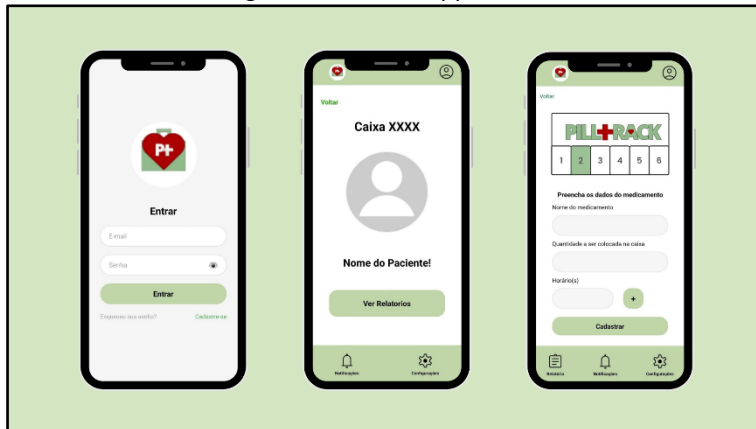 P+
Entrar
E-mail
Senha
Entrar
Esqueceu sua senha?
Cadastre-se
Voltar
Caixa XXXX
Nome do Paciente!
Ver Relatorios
Notificações
Configurações
Voltar
PILLTRACK
1 2 3 4 5 6
Preencha os dados do medicamento
Nome do medicamento
Quantidade a ser colocada na caixa
Horário(s)
+
Cadastrar
Relatório
Notificações
Configurações